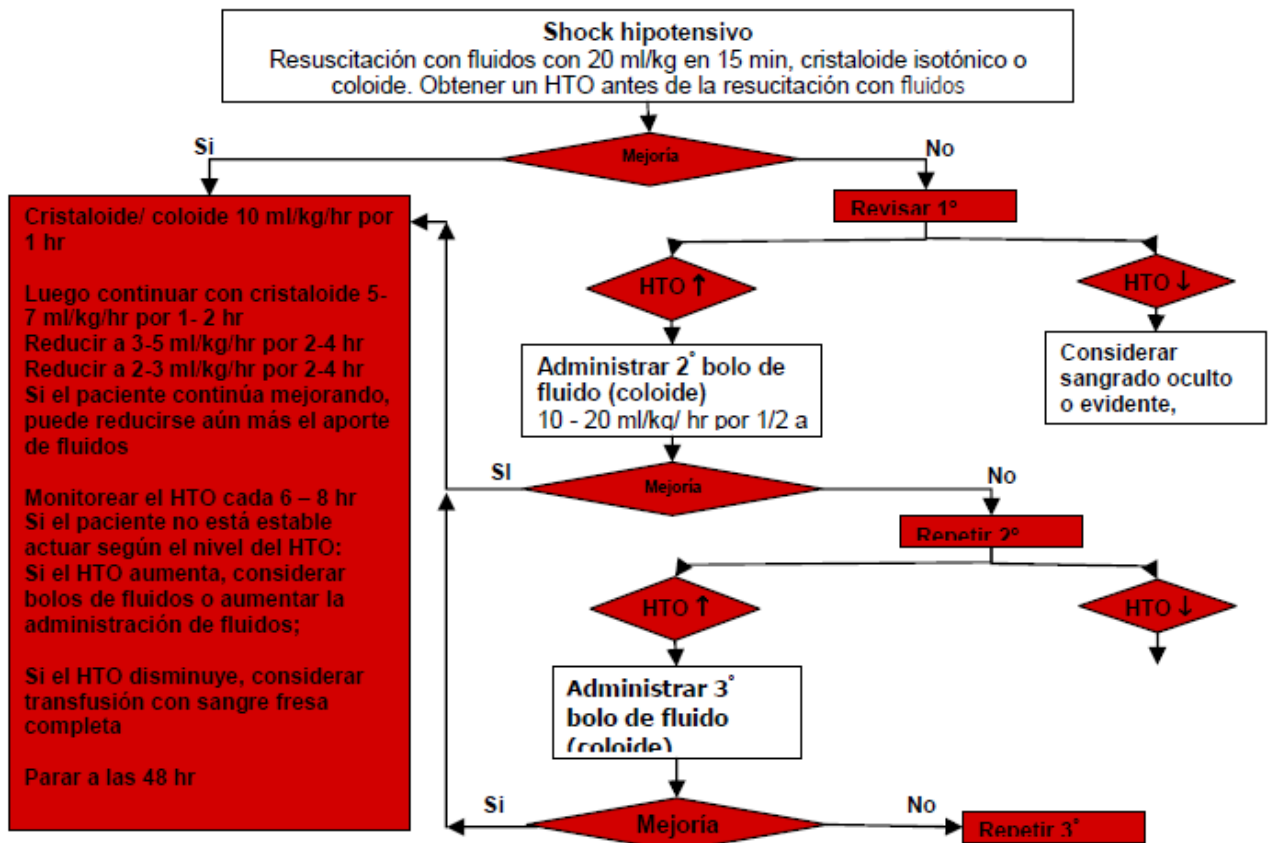 Shock hipotensivo
Resuscitación con fluidos con 20 ml/kg en 15 min, cristaloide isotónico o
coloide. Obtener un HTO antes de la resucitación con fluidos
Si
Mejoría
No
Cristaloide/ coloide 10 ml/kg/hr por
1 hr
Luego continuar con cristaloide 5-
7 ml/kg/hr por 1- 2 hr
Reducir a 3-5 ml/kg/hr por 2-4 hr
Reducir a 2-3 ml/kg/hr por 2-4 hr
Si el paciente continúa mejorando,
puede reducirse aún más el aporte
de fluidos
Monitorear el HTO cada 6 – 8 hr
Si el paciente no está estable
actuar según el nivel del HTO:
Si el HTO aumenta, considerar
bolos de fluidos o aumentar la
administración de fluidos;
Si el HTO disminuye, considerar
transfusión con sangre fresa
completa
Parar a las 48 hr
Revisar 1º
HTO ↑
HTO ↓
Administrar 2° bolo de
fluido (coloide)
10 - 20 ml/kg/ hr por 1/2 a
Considerar
sangrado oculto
o evidente,
SI
Mejoría
No
Repetir 2º
HTO ↑
HTO ↓
Administrar 3°
bolo de fluido
(coloide)
Si
Mejoría
No
Repetir 3º